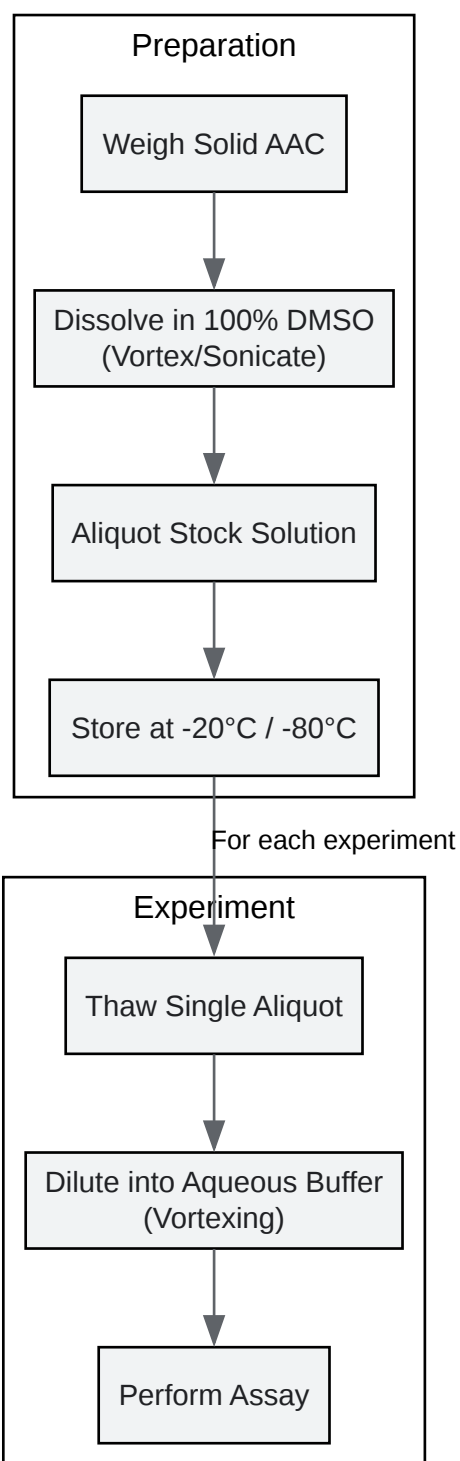 Preparation
Weigh Solid AAC
Dissolve in 100% DMSO
(Vortex/Sonicate)
Aliquot Stock Solution
Store at -20°C / -80°C
For each experiment
Experiment
Thaw Single Aliquot
Dilute into Aqueous Buffer
(Vortexing)
Perform Assay